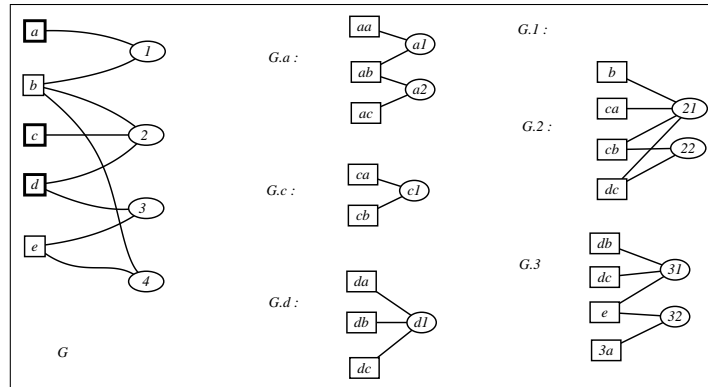 a
1
b
c
2
d
3
e
4
G
G.a :
aa
a1
ab
a2
ac
G.c :
ca
c1
cb
G.d :
da
db
d1
dc
G.1 :
G.2 :
b
ca
21
cb
22
dc
G.3
db
dc
31
e
32
3a